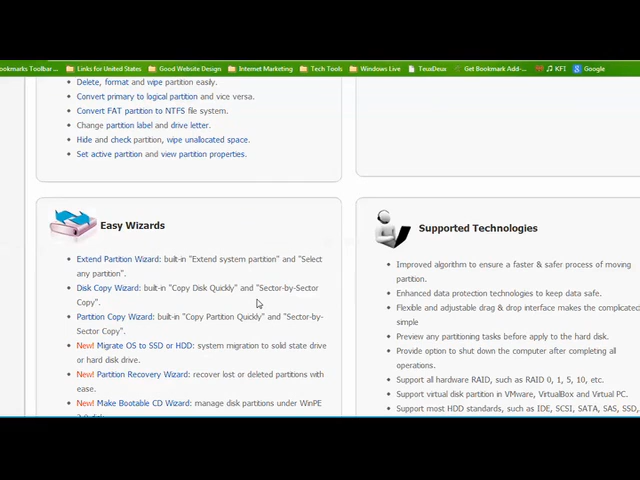 ookmarks Toolbar... Links for United States Good Website Design Internet Marketing Tech Tools Windows Live TeuxDeux Get Bookmark Add-... KFI Google
Delete, format and wipe partition easily.
Convert primary to logical partition and vice versa.
Convert FAT partition to NTFS file system.
Change partition label and drive letter.
Hide and check partition, wipe unallocated space.
Set active partition and view partition properties.
Easy Wizards
Extend Partition Wizard: built-in "Extend system partition" and "Select
any partition".
Disk Copy Wizard: built-in "Copy Disk Quickly" and "Sector-by-Sector
Copy".
Partition Copy Wizard: built-in "Copy Partition Quickly" and "Sector-by-
Sector Copy".
New! Migrate OS to SSD or HDD: system migration to solid state drive
or hard disk drive.
New! Partition Recovery Wizard: recover lost or deleted partitions with
ease.
New! Make Bootable CD Wizard: manage disk partitions under WinPE
Supported Technologies
Improved algorithm to ensure a faster & safer process of moving
partition.
Enhanced data protection technologies to keep data safe.
Flexible and adjustable drag & drop interface makes the complicated
simple
Preview any partitioning tasks before apply to the hard disk.
Provide option to shut down the computer after completing all
operations.
Support all hardware RAID, such as RAID 0, 1, 5, 10, etc.
Support virtual disk partition in VMware, VirtualBox and Virtual PC.
Support most HDD standards, such as IDE, SCSI, SATA, SAS, SSD,